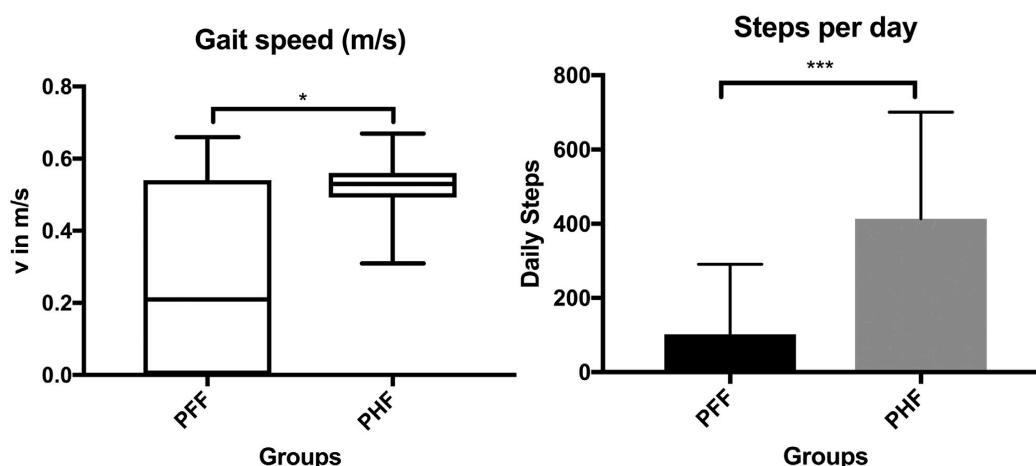 Gait speed (m/s)
*
0.8
0.6
0.4
0.2
0.0
v in m/s
PFF
PHF
Groups
Steps per day
***
800
600
400
200
0
Daily Steps
PFF
PHF
Groups